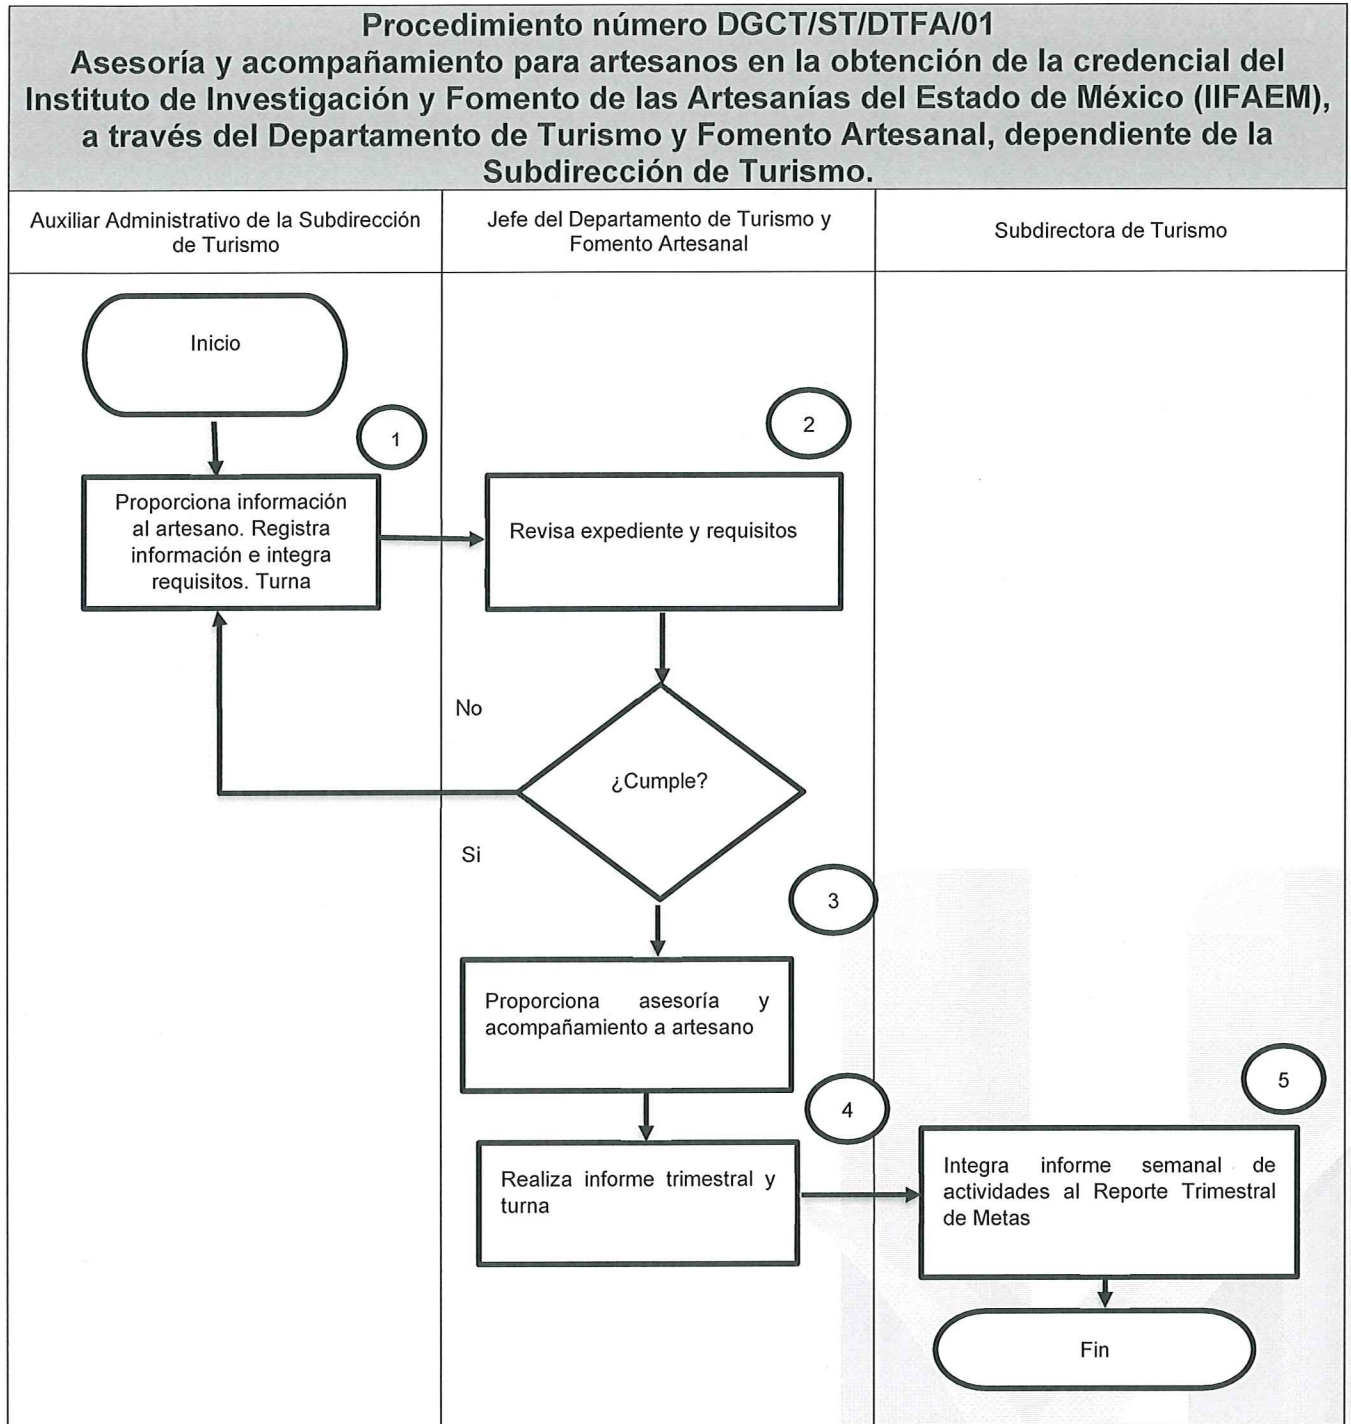 Procedimiento número DGCT/ST/DTFA/01
Asesoría y acompañamiento para artesanos en la obtención de la credencial del
Instituto de Investigación y Fomento de las Artesanías del Estado de México (IIFAEM),
a través del Departamento de Turismo y Fomento Artesanal, dependiente de la
Subdirección de Turismo.
Auxiliar Administrativo de la Subdirección
de Turismo
Jefe del Departamento de Turismo y
Fomento Artesanal
Subdirectora de Turismo
Inicio
1
2
Proporciona información
al artesano. Registra
información e integra
requisitos. Turna
Revisa expediente y requisitos
No
¿Cumple?
Si
3
Proporciona asesoría y
acompañamiento a artesano
4
5
Realiza informe trimestral y
turna
Integra informe semanal de
actividades al Reporte Trimestral
de Metas
Fin